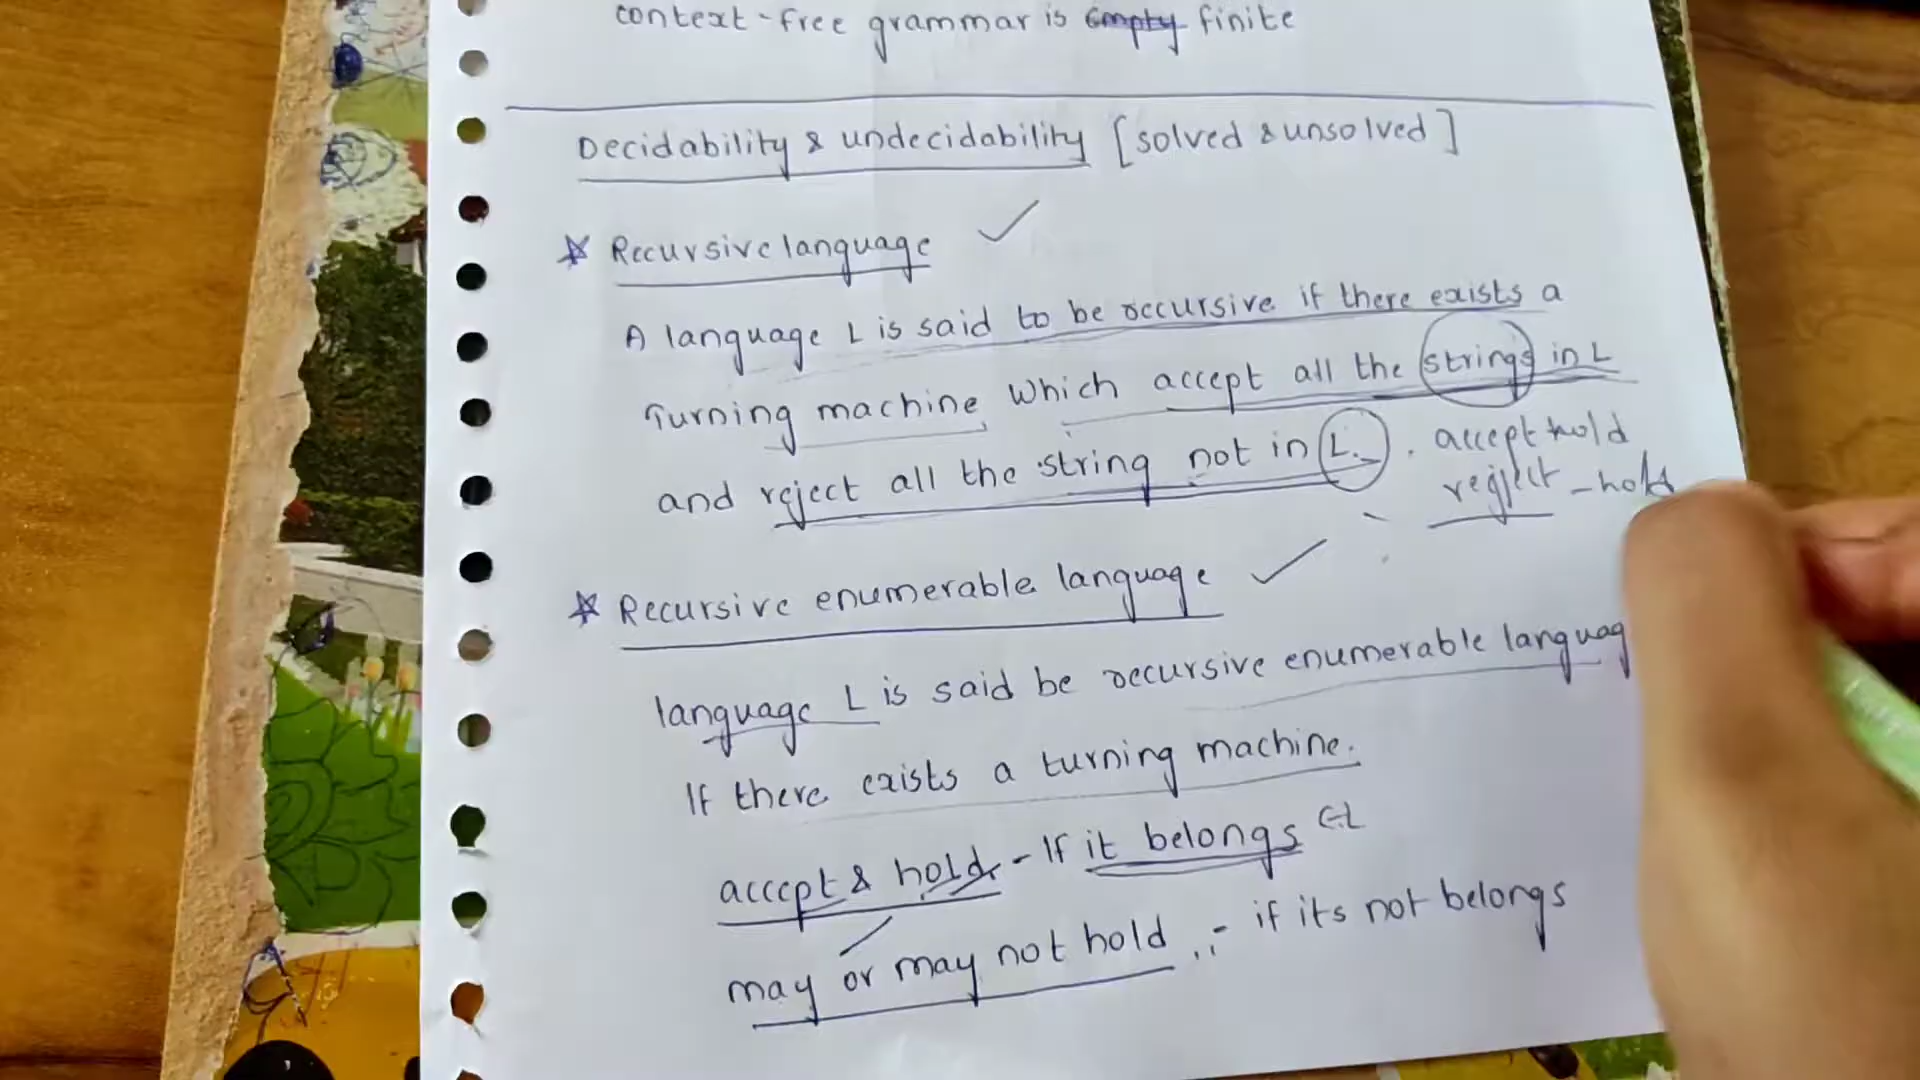 context-free grammar is empty finite
Decidability & undecidability [solved & unsolved]
Recursive language
A language L is said to be recursive if there exists a
Turning machine which accept all the strings in L
and reject all the string not in L.
accept hold
reject - hold
Recursive enumerable language
language L is said be recursive enumerable languag
If there exists a turning machine.
accept & hold - If it belongs ∈L
may or may not hold - if its not belongs